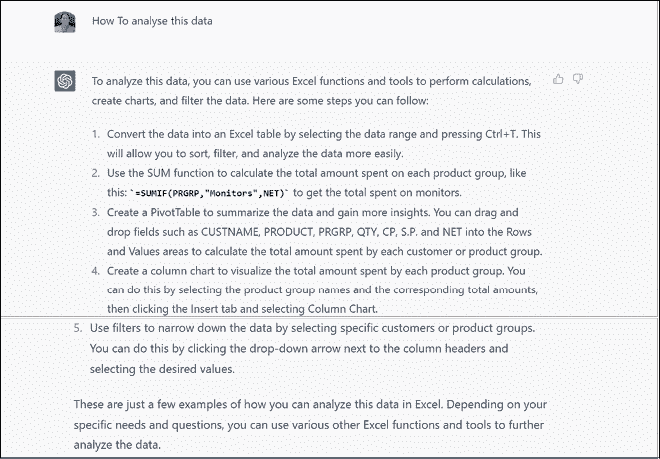 How To analyse this data
To analyze this data, you can use various Excel functions and tools to perform calculations,
create charts, and filter the data. Here are some steps you can follow:
1. Convert the data into an Excel table by selecting the data range and pressing Ctrl+T. This
will allow you to sort, filter, and analyze the data more easily.
2. Use the SUM function to calculate the total amount spent on each product group, like
this: `=SUMIF(PRGRP,"Monitors",NET)` to get the total spent on monitors.
3. Create a PivotTable to summarize the data and gain more insights. You can drag and
drop fields such as CUSTNAME, PRODUCT, PRGRP, QTY, CP, S.P. and NET into the Rows
and Values areas to calculate the total amount spent by each customer or product group.
4. Create a column chart to visualize the total amount spent by each product group. You
can do this by selecting the product group names and the corresponding total amounts,
then clicking the Insert tab and selecting Column Chart.
5. Use filters to narrow down the data by selecting specific customers or product groups.
You can do this by clicking the drop-down arrow next to the column headers and
selecting the desired values.
These are just a few examples of how you can analyze this data in Excel. Depending on your
specific needs and questions, you can use various other Excel functions and tools to further
analyze the data.